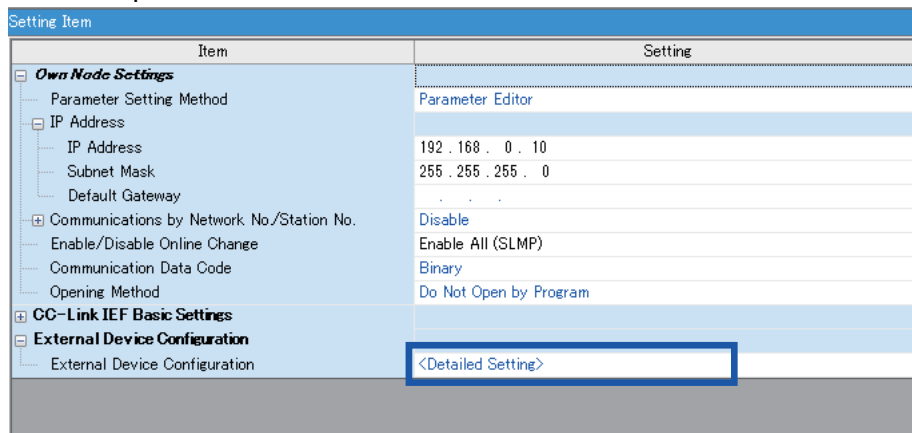 Setting Item
Item Setting
Own Node Settings
Parameter Setting Method Parameter Editor
IP Address
IP Address 192 . 168 . 0 . 10
Subnet Mask 255 . 255 . 255 . 0
Default Gateway . . .
Communications by Network No./Station No. Disable
Enable/Disable Online Change Enable All (SLMP)
Communication Data Code Binary
Opening Method Do Not Open by Program
CC-Link IEF Basic Settings
External Device Configuration
External Device Configuration <Detailed Setting>